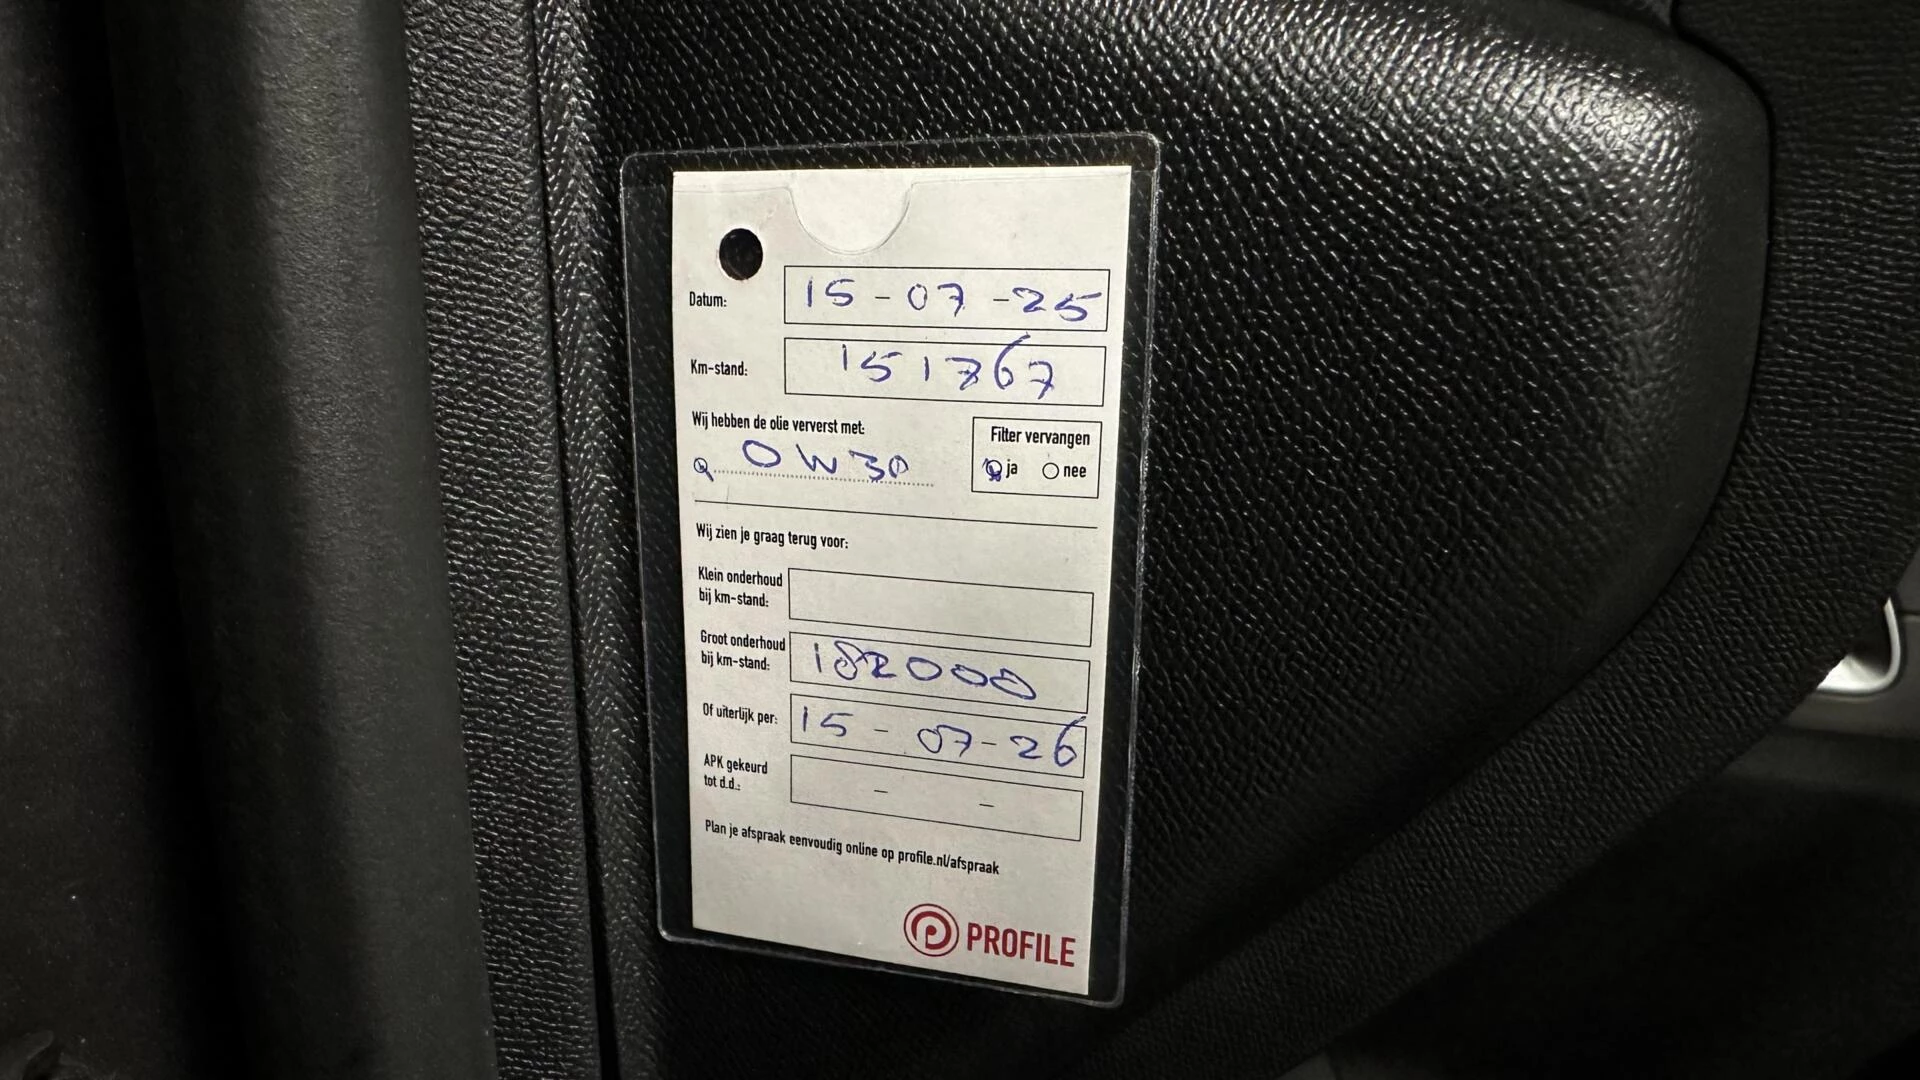 Datum: 15-07-25
Km-stand: 151767
Wij hebben de olie ververst met:
0W30
Filter vervangen
ja nee
Wij zien je graag terug voor:
Klein onderhoud
bij km-stand:
Groot onderhoud
bij km-stand: 182000
Of uiterlijk per: 15-07-26
APK gekeurd
tot d.d.: - -
Plan je afspraak eenvoudig online op profile.nl/afspraak
PROFILE